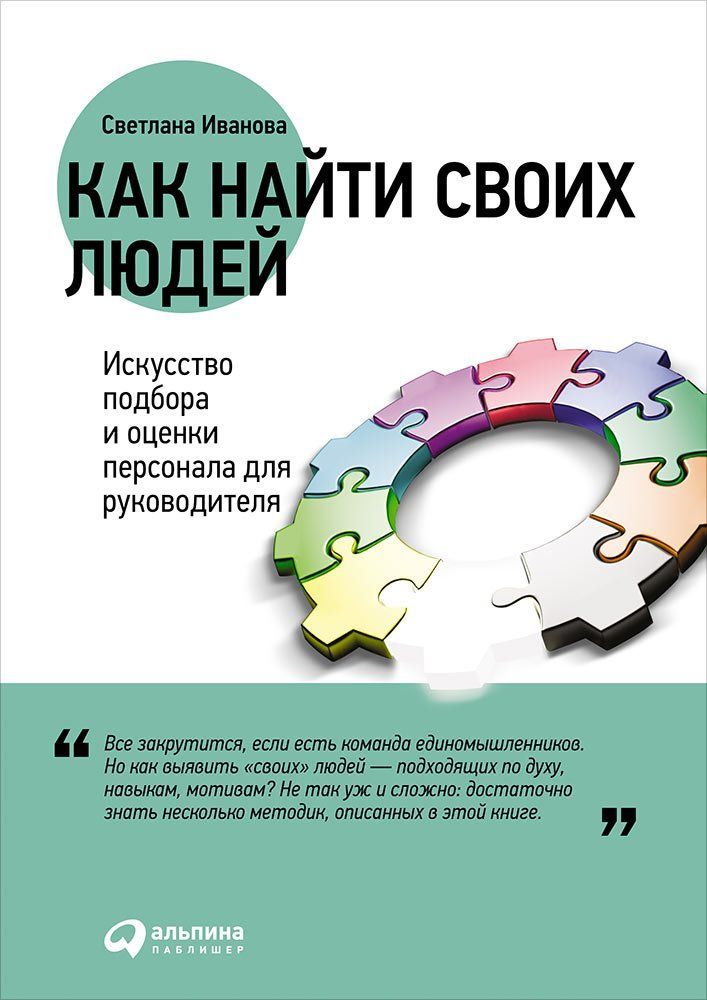 Светлана Иванова
КАК НАЙТИ СВОИХ
ЛЮДЕЙ
Искусство
подбора
и оценки
персонала для
руководителя
“
Все закрутится, если есть команда единомышленников.
Но как выявить «своих» людей — подходящих по духу,
навыкам, мотивам? Не так уж и сложно: достаточно
знать несколько методик, описанных в этой книге.
”
альпина
ПАБЛИШЕР